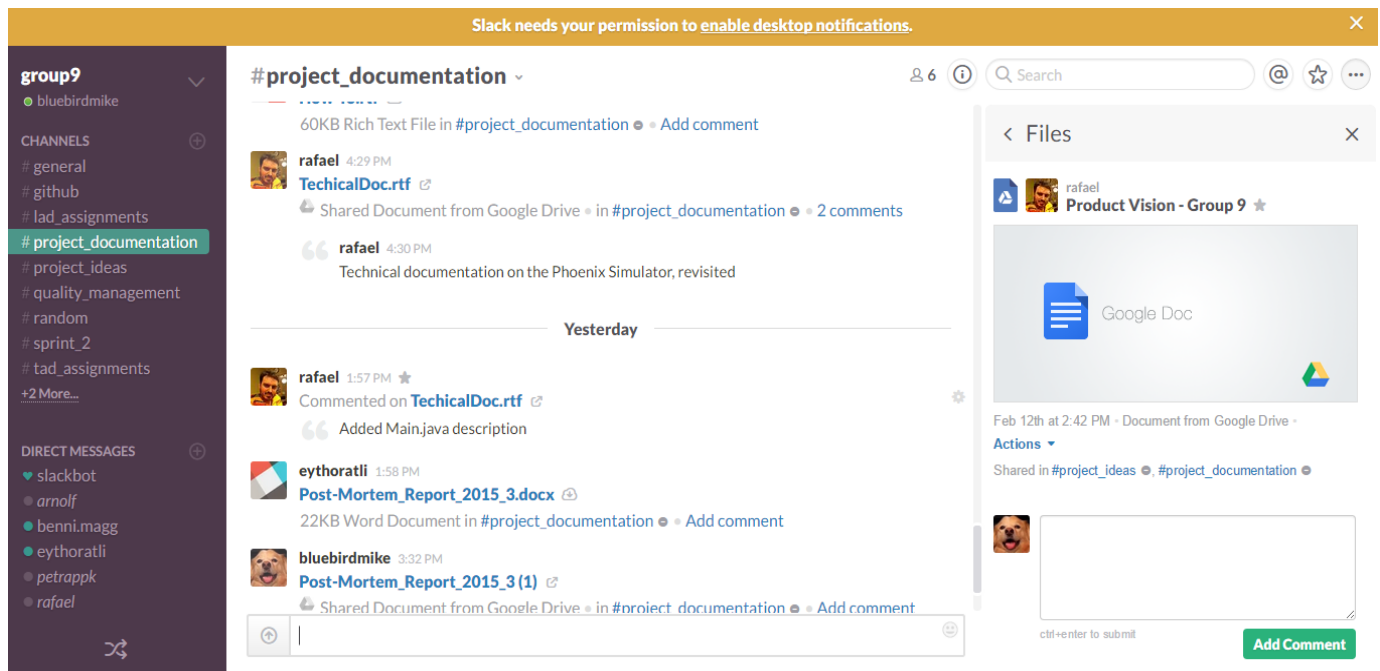 Slack needs your permission to enable desktop notifications.
group9
bluebirdmike
CHANNELS
# general
# github
# lad_assignments
# project_documentation
# project_ideas
# quality_management
# random
# sprint_2
# tad_assignments
+2 More...
DIRECT MESSAGES
slackbot
arnolf
benni.magg
eythoratli
petrappk
rafael
#project_documentation
6
Search
60KB Rich Text File in #project_documentation • Add comment
rafael 4:29 PM
TechicalDoc.rtf
Shared Document from Google Drive • in #project_documentation • 2 comments
rafael 4:30 PM
Technical documentation on the Phoenix Simulator, revisited
Yesterday
rafael 1:57 PM
Commented on TechicalDoc.rtf
Added Main.java description
eythoratli 1:58 PM
Post-Mortem_Report_2015_3.docx
22KB Word Document in #project_documentation • Add comment
bluebirdmike 3:32 PM
Post-Mortem_Report_2015_3 (1)
Shared Document from Google Drive • in #project_documentation • Add comment
Files
rafael
Product Vision - Group 9
Google Doc
Feb 12th at 2:42 PM • Document from Google Drive •
Actions
Shared in #project_ideas , #project_documentation
ctrl+enter to submit
Add Comment